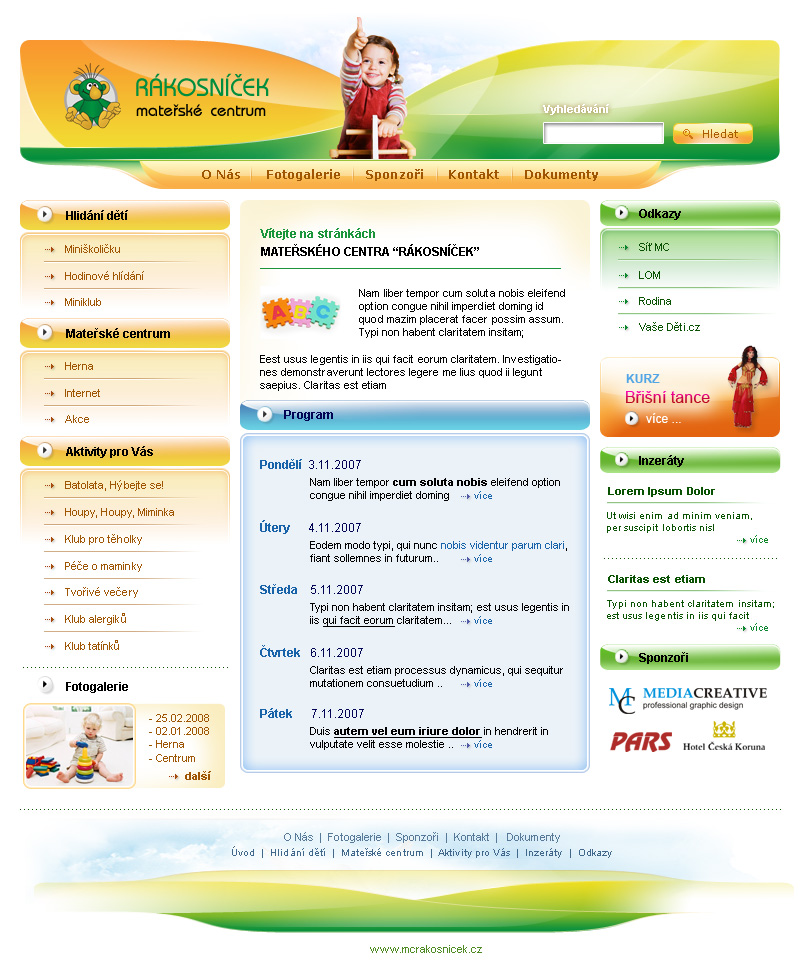 RÁKOSNÍČEK
mateřské centrum
Vyhledávání
Hledat
O Nás | Fotogalerie | Sponzoři | Kontakt | Dokumenty
Hlídání dětí
Miniškoličku
Hodinové hlídání
Miniklub
Mateřské centrum
Herna
Internet
Akce
Aktivity pro Vás
Batolata, Hýbejte se!
Houpy, Houpy, Miminka
Klub pro těholky
Péče o maminky
Tvořivé večery
Klub alergiků
Klub tatínků
Fotogalerie
- 25.02.2008
- 02.01.2008
- Herna
- Centrum
další
Vítejte na stránkách
MATEŘSKÉHO CENTRA “RÁKOSNÍČEK”
A B C
Nam liber tempor cum soluta nobis eleifend
option congue nihil imperdiet doming id
quod mazim placerat facer possim assum.
Typi non habent claritatem insitam;
Eest usus legentis in iis qui facit eorum claritatem. Investigatio-
nes demonstraverunt lectores legere me lius quod ii legunt
saepius. Claritas est etiam
Program
Pondělí 3.11.2007
Nam liber tempor cum soluta nobis eleifend option
congue nihil imperdiet doming více
Útery 4.11.2007
Eodem modo typi, qui nunc nobis videntur parum clari,
fiant sollemnes in futurum.. více
Středa 5.11.2007
Typi non habent claritatem insitam; est usus legentis in
iis qui facit eorum claritatem... více
Čtvrtek 6.11.2007
Claritas est etiam processus dynamicus, qui sequitur
mutationem consuetudium .. více
Pátek 7.11.2007
Duis autem vel eum iriure dolor in hendrerit in
vulputate velit esse molestie .. více
Odkazy
Síť MC
LOM
Rodina
Vaše Děti.cz
KURZ
Břišní tance
více ...
Inzeráty
Lorem Ipsum Dolor
Ut wisi enim ad minim veniam,
per suscipit lobortis nisl
více
Claritas est etiam
Typi non habent claritatem insitam;
est usus legentis in iis qui facit
více
Sponzoři
MC MEDIACREATIVE
professional graphic design
PARS
Hotel Česká Koruna
O Nás | Fotogalerie | Sponzoři | Kontakt | Dokumenty
Úvod | Hlídání dětí | Mateřské centrum | Aktivity pro Vás | Inzeráty | Odkazy
www.mcrakosnicek.cz